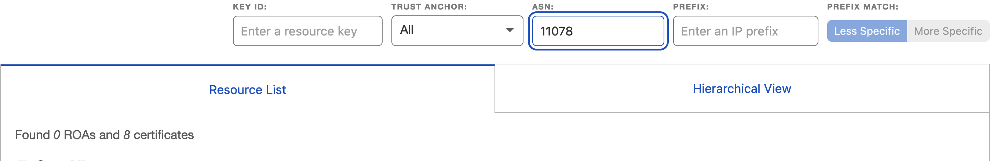 KEY ID: TRUST ANCHOR: ASN: PREFIX: PREFIX MATCH:
Enter a resource key All 11078 Enter an IP prefix Less Specific More Specific
Resource List Hierarchical View
Found 0 ROAs and 8 certificates